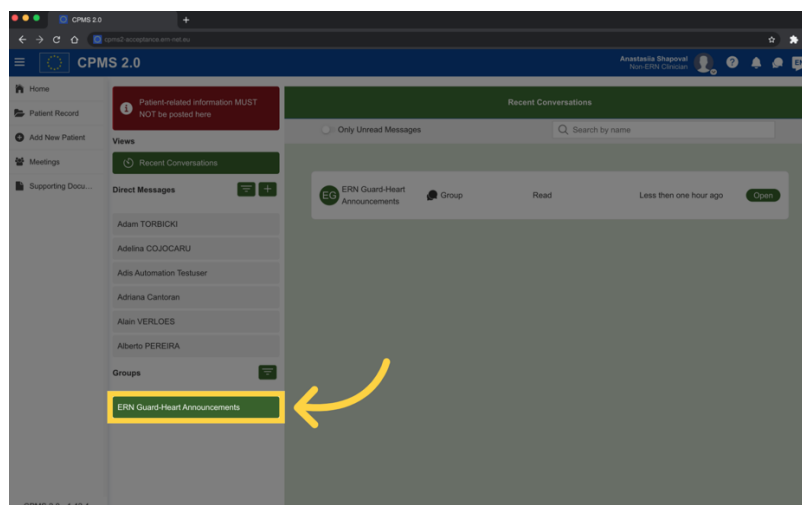 CPMS 2.0
cpms2-acceptance.ern-net.eu
CPMS 2.0
Anastasiia Shapoval
Non-ERN Clinician
Home
Patient Record
Add New Patient
Meetings
Supporting Docu...
Patient-related information MUST
NOT be posted here
Views
Recent Conversations
Direct Messages
Adam TORBICKI
Adelina COJOCARU
Adis Automation Testuser
Adriana Cantoran
Alain VERLOES
Alberto PEREIRA
Groups
ERN Guard-Heart Announcements
Recent Conversations
Only Unread Messages
Search by name
EG
ERN Guard-Heart
Announcements
Group
Read
Less then one hour ago
Open